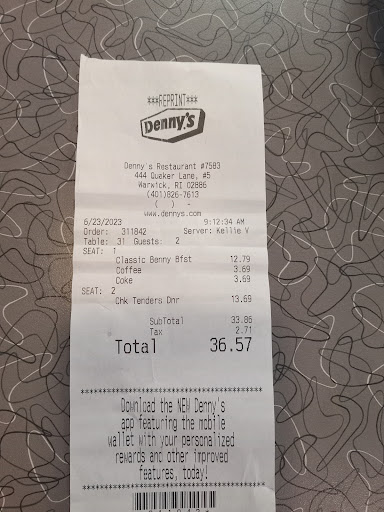 ***REPRINT***
Denny's
Denny's Restaurant #7583
444 Quaker Lane, #5
Warwick, RI 02886
(401)826-7613
( ) -
www.dennys.com
6/23/2023 9:12:34 AM
Order: 311842 Server: Kellie V
Table: 31 Guests: 2
SEAT: 1
Classic Benny Bfst 12.79
Coffee 3.69
Coke 3.69
SEAT: 2
Chk Tenders Dnr 13.69
SubTotal 33.86
Tax 2.71
Total 36.57
Download the NEW Denny's
app featuring the mobile
wallet with your personalized
rewards and other improved
features, today!